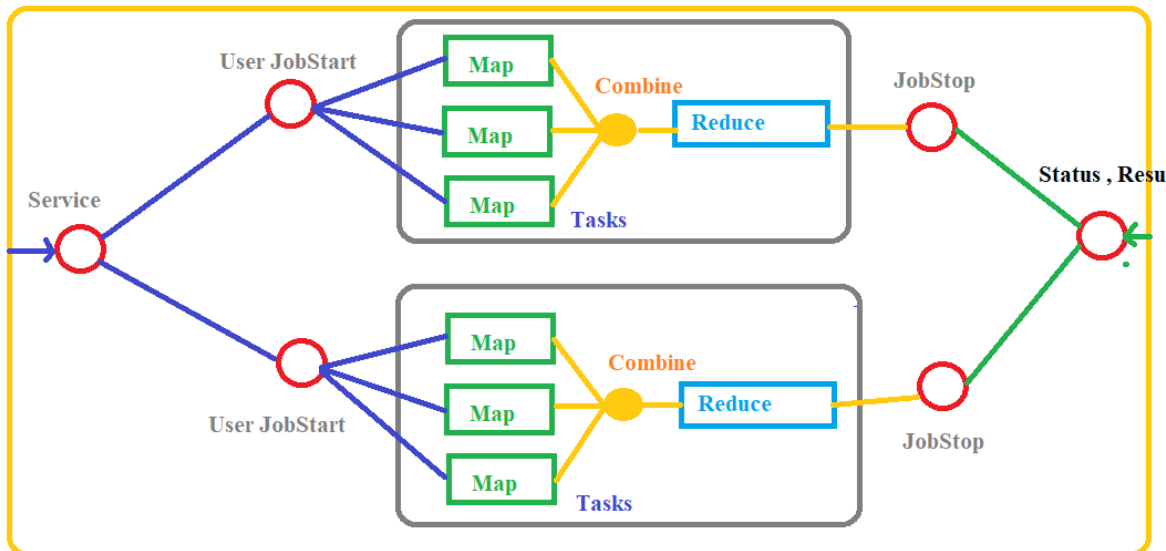 User JobStart
Map
Map
Map
Combine
Reduce
Tasks
JobStop
Service
Status , Resu
Map
Map
Map
Combine
Reduce
Tasks
User JobStart
JobStop